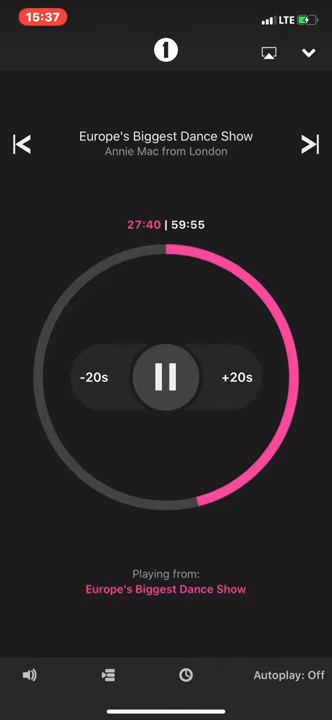 15:37
LTE
1
Europe's Biggest Dance Show
Annie Mac from London
27:40 | 59:55
-20s
+20s
Playing from:
Europe's Biggest Dance Show
Autoplay: Off